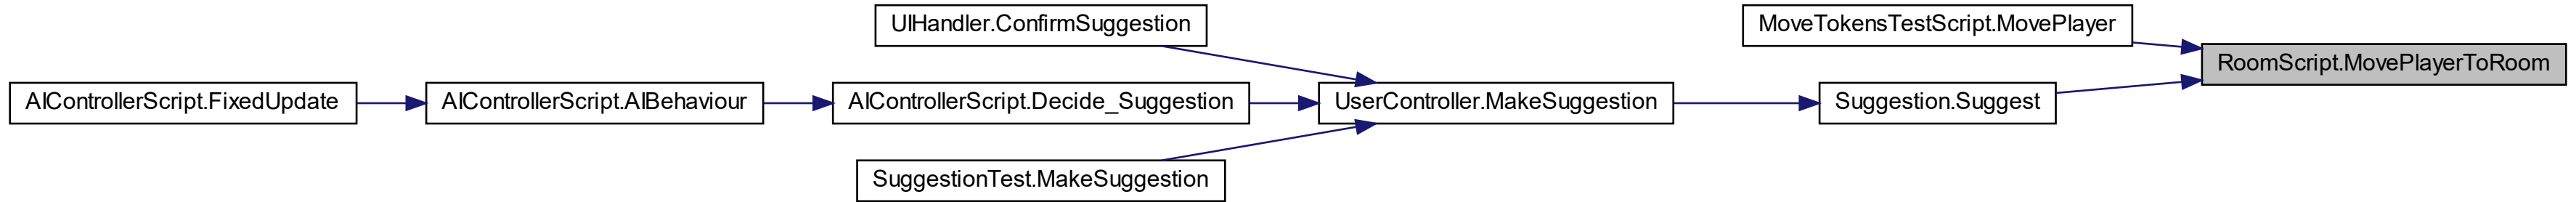 UIHandler.ConfirmSuggestion
MoveTokensTestScript.MovePlayer
RoomScript.MovePlayerToRoom
AIControllerScript.FixedUpdate
AIControllerScript.AIBehaviour
AIControllerScript.Decide_Suggestion
UserController.MakeSuggestion
Suggestion.Suggest
SuggestionTest.MakeSuggestion